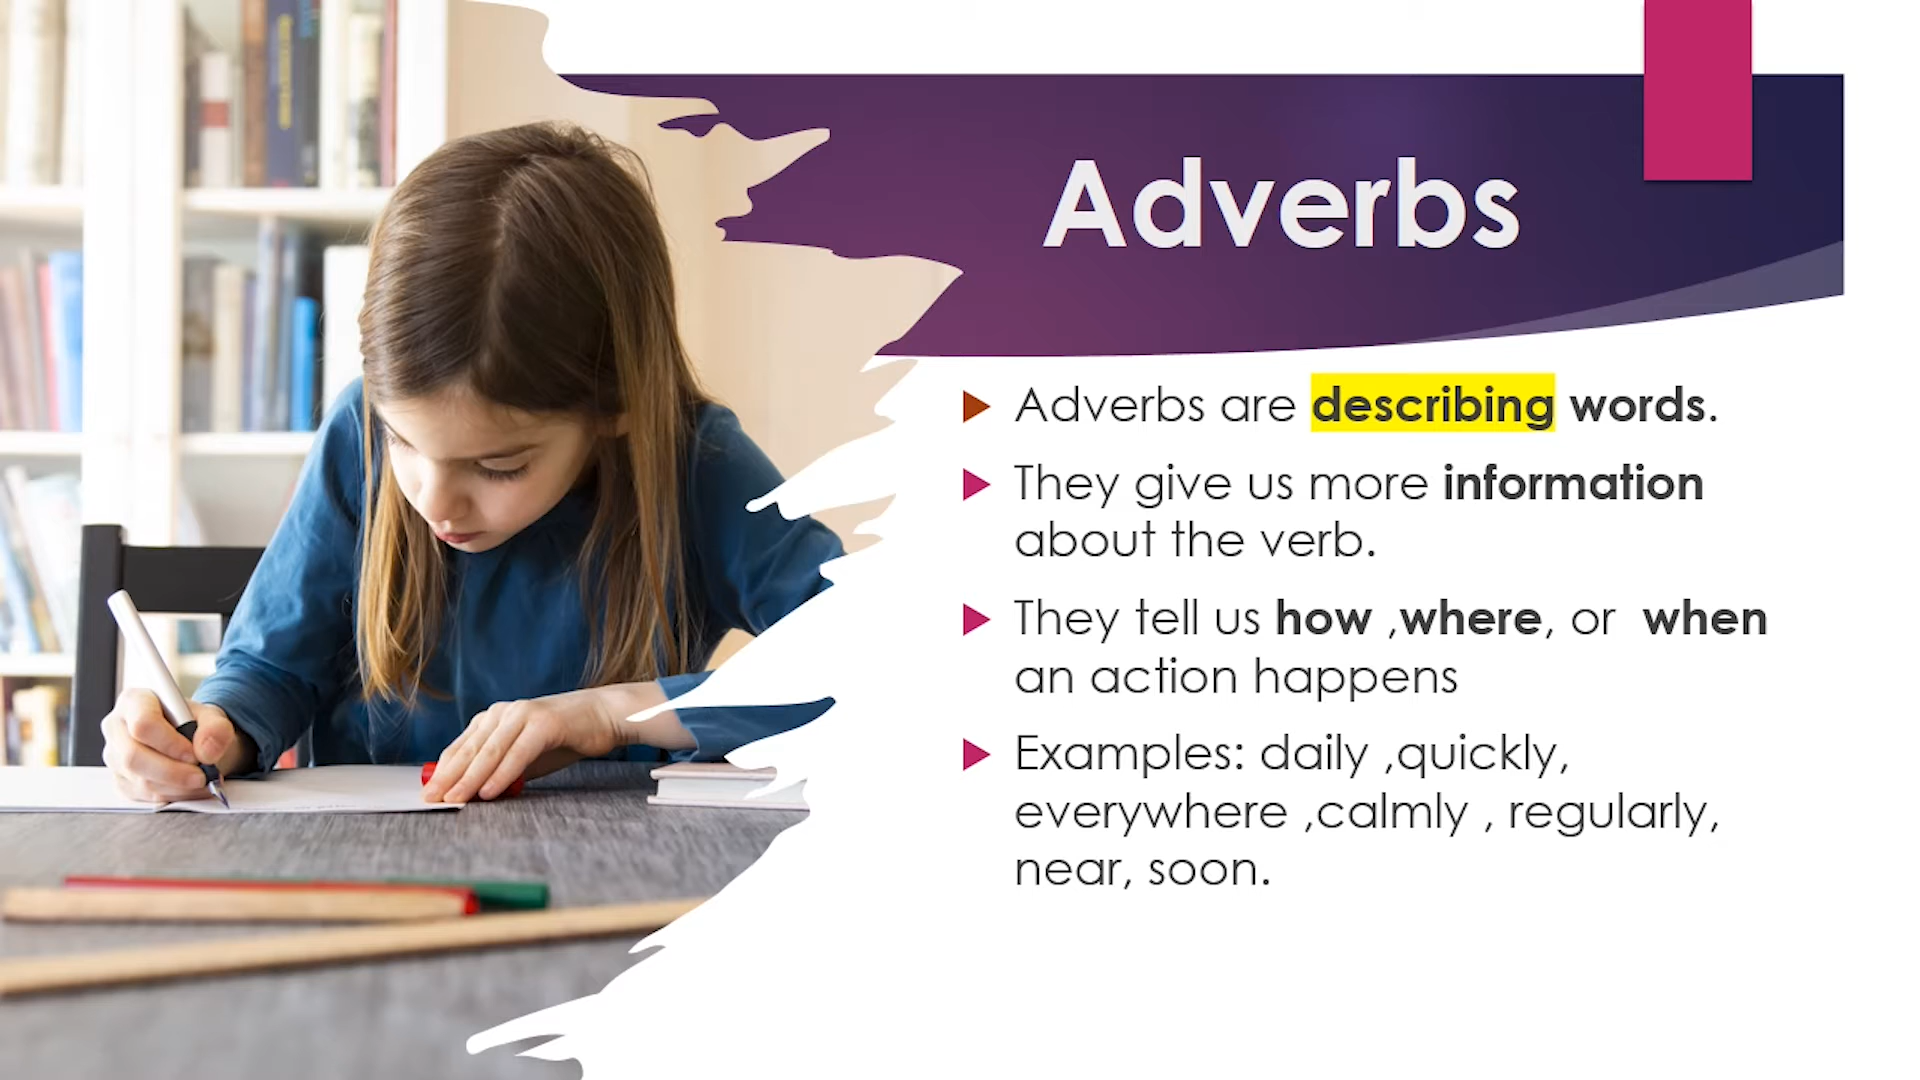 Adverbs
Adverbs are describing words.
They give us more information
about the verb.
They tell us how ,where, or  when
an action happens
Examples: daily ,quickly,
everywhere ,calmly , regularly,
near, soon.